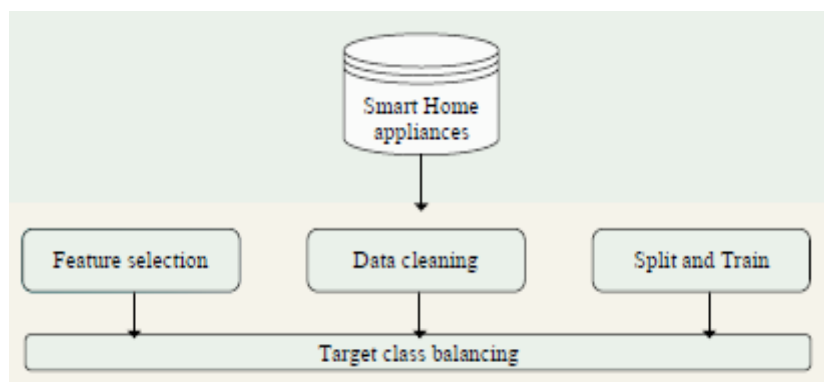 Smart Home
appliances
Feature selection
Data cleaning
Split and Train
Target class balancing